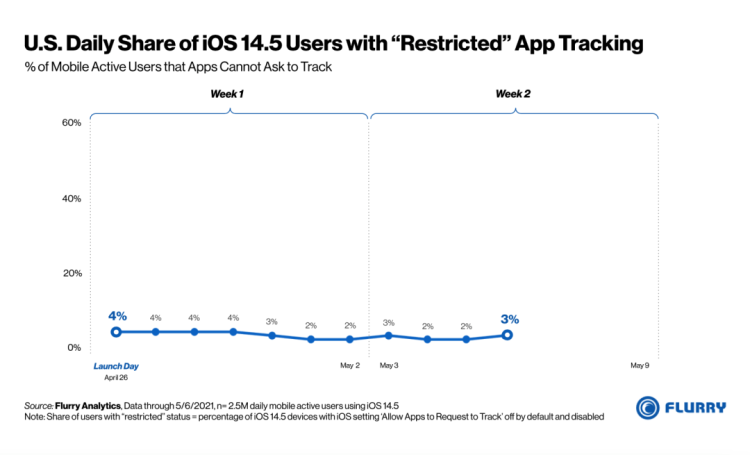 U.S. Daily Share of iOS 14.5 Users with “Restricted” App Tracking
% of Mobile Active Users that Apps Cannot Ask to Track
Week 1
Week 2
60%
40%
20%
0%
4%
4%
4%
4%
3%
2%
2%
3%
2%
2%
3%
Launch Day
April 26
May 2
May 3
May 9
Source: Flurry Analytics, Data through 5/6/2021, n= 2.5M daily mobile active users using iOS 14.5
Note: Share of users with “restricted” status = percentage of iOS 14.5 devices with iOS setting ‘Allow Apps to Request to Track’ off by default and disabled
FLURRY